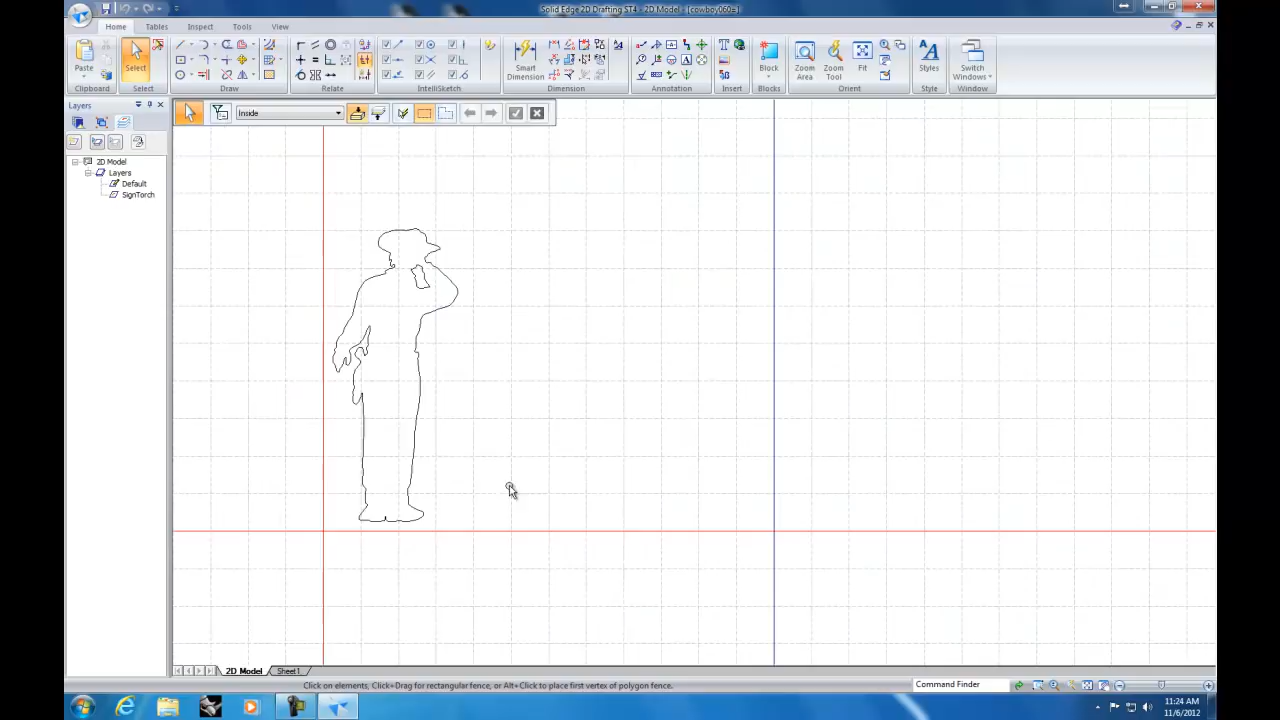 Solid Edge 2D Drafting ST4 - 2D Model - [cowboy060=]
Home Tables Inspect Tools View
Paste
Select
Smart Dimension
Block
Zoom Area
Zoom Tool
Fit
Styles
Switch Windows
Clipboard Select Draw Relate IntelliSketch Dimension Annotation Insert Blocks Orient Style Window
Layers
Inside
2D Model
Layers
Default
SignTorch
2D Model Sheet1
Click on elements, Click+Drag for rectangular fence, or Alt+Click to place first vertex of polygon fence.
Command Finder
11:24 AM
11/6/2012